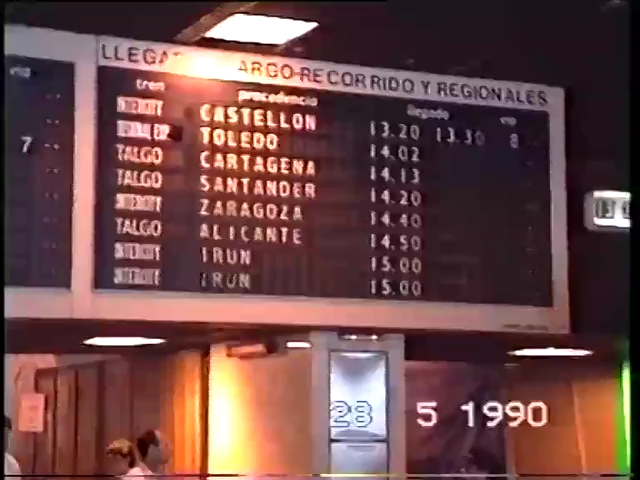 LLEGA ARGO-RECORRIDO Y REGIONALES
via tren procedencia llegada via
INTERCITY CASTELLON 13.20 13.30 8
TOLEDO 14.02
7 TALGO CARTAGENA 14.13
TALGO SANTANDER 14.20
INTERCITY ZARAGOZA 14.40
TALGO ALICANTE 14.50
INTERCITY IRUN 15.00
INTERCITY IRUN 15.00
28 5 1990